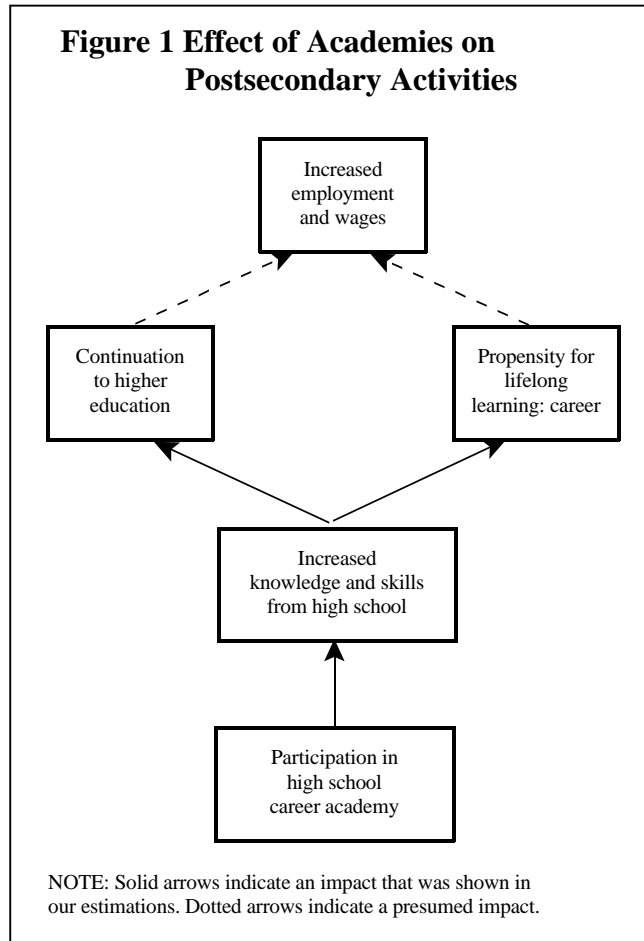 Figure 1 Effect of Academies on
Postsecondary Activities
Increased
employment
and wages
Continuation
to higher
education
Propensity for
lifelong
learning: career
Increased
knowledge and skills
from high school
Participation in
high school
career academy
NOTE: Solid arrows indicate an impact that was shown in
our estimations. Dotted arrows indicate a presumed impact.